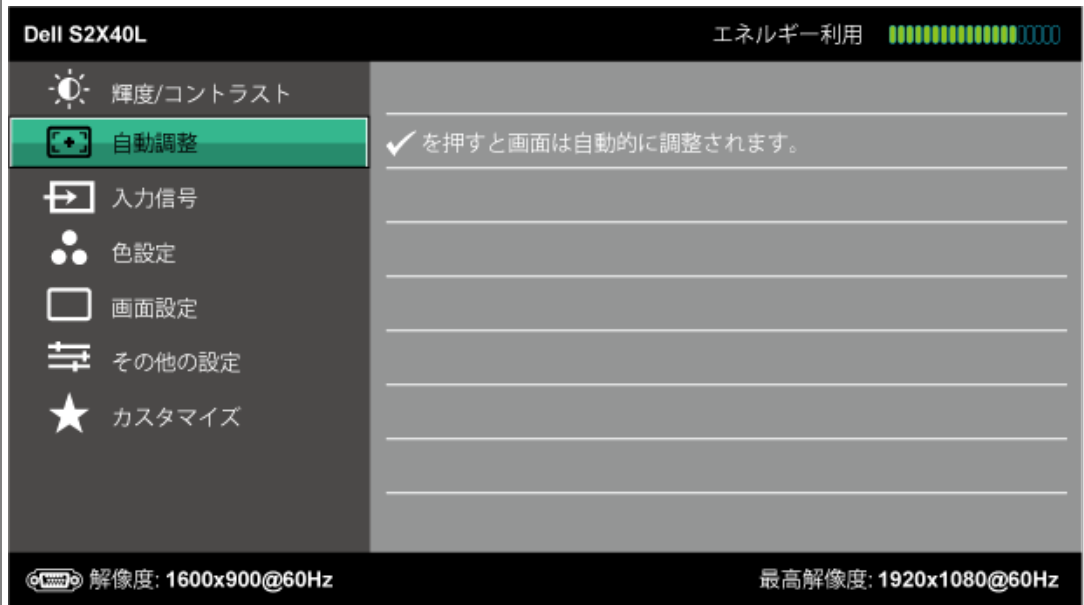 Dell S2X40L エネルギー利用
輝度/コントラスト
自動調整
✓を押すと画面は自動的に調整されます。
入力信号
色設定
画面設定
その他の設定
カスタマイズ
解像度: 1600x900@60Hz
最高解像度: 1920x1080@60Hz